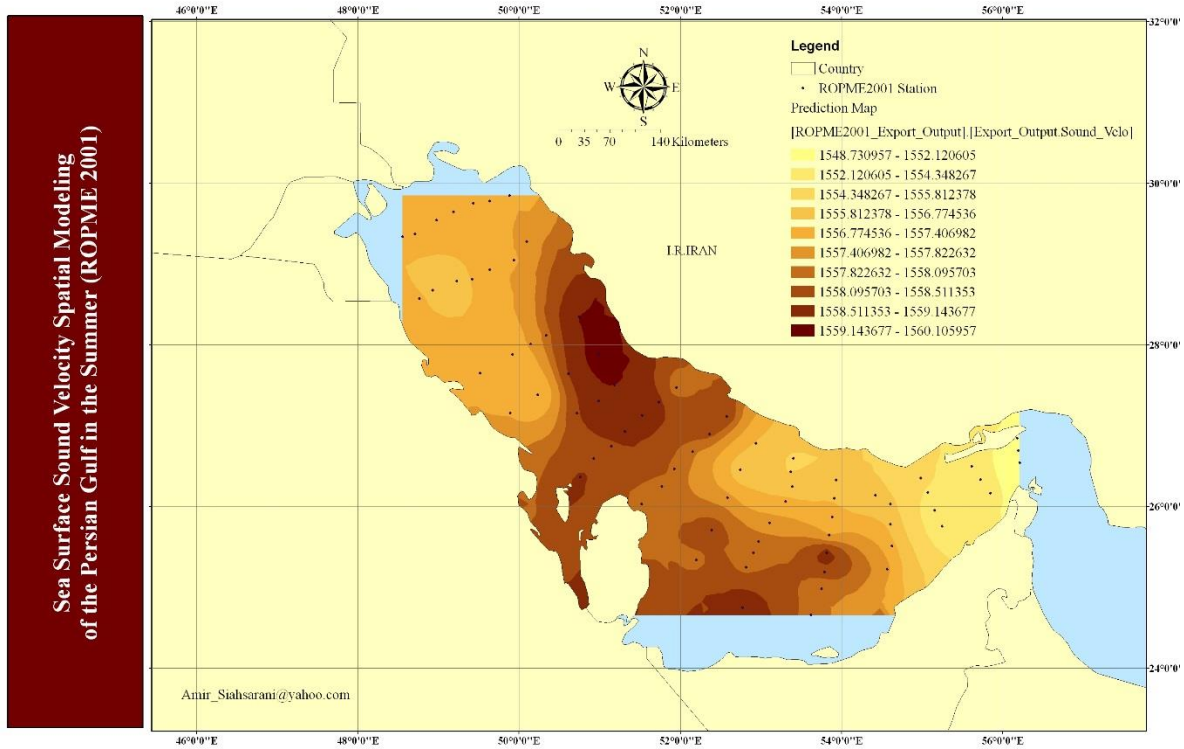 Sea Surface Sound Velocity Spatial Modeling
of the Persian Gulf in the Summer (ROPME 2001)
46°0'0"E 48°0'0"E 50°0'0"E 52°0'0"E 54°0'0"E 56°0'0"E
32°0'0"N
30°0'0"N
28°0'0"N
26°0'0"N
24°0'0"N
N
W E
S
0 35 70 140 Kilometers
Legend
Country
ROPME2001 Station
Prediction Map
[ROPME2001_Export_Output].[Export_Output.Sound_Velo]
1548.730957 - 1552.120605
1552.120605 - 1554.348267
1554.348267 - 1555.812378
1555.812378 - 1556.774536
1556.774536 - 1557.406982
1557.406982 - 1557.822632
1557.822632 - 1558.095703
1558.095703 - 1558.511353
1558.511353 - 1559.143677
1559.143677 - 1560.105957
I.R.IRAN
Amir_Siahsarani@yahoo.com
46°0'0"E 48°0'0"E 50°0'0"E 52°0'0"E 54°0'0"E 56°0'0"E